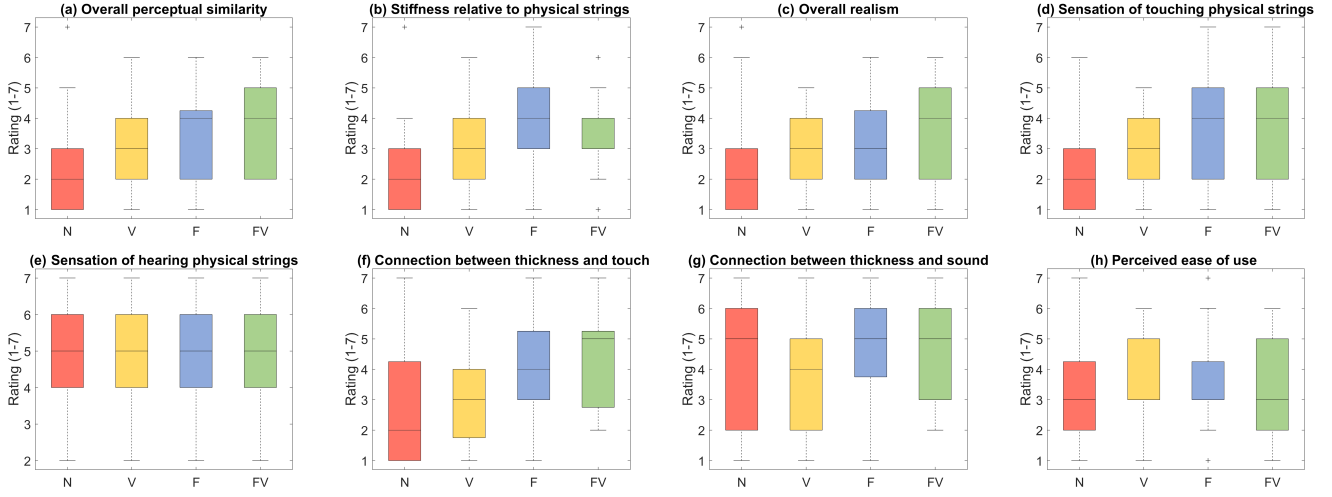 (a) Overall perceptual similarity
Rating (1-7)
7
6
5
4
3
2
1
N V F FV
(b) Stiffness relative to physical strings
Rating (1-7)
7
6
5
4
3
2
1
N V F FV
(c) Overall realism
Rating (1-7)
7
6
5
4
3
2
1
N V F FV
(d) Sensation of touching physical strings
Rating (1-7)
7
6
5
4
3
2
1
N V F FV
(e) Sensation of hearing physical strings
Rating (1-7)
7
6
5
4
3
2
N V F FV
(f) Connection between thickness and touch
Rating (1-7)
7
6
5
4
3
2
1
N V F FV
(g) Connection between thickness and sound
Rating (1-7)
7
6
5
4
3
2
1
N V F FV
(h) Perceived ease of use
Rating (1-7)
7
6
5
4
3
2
1
N V F FV